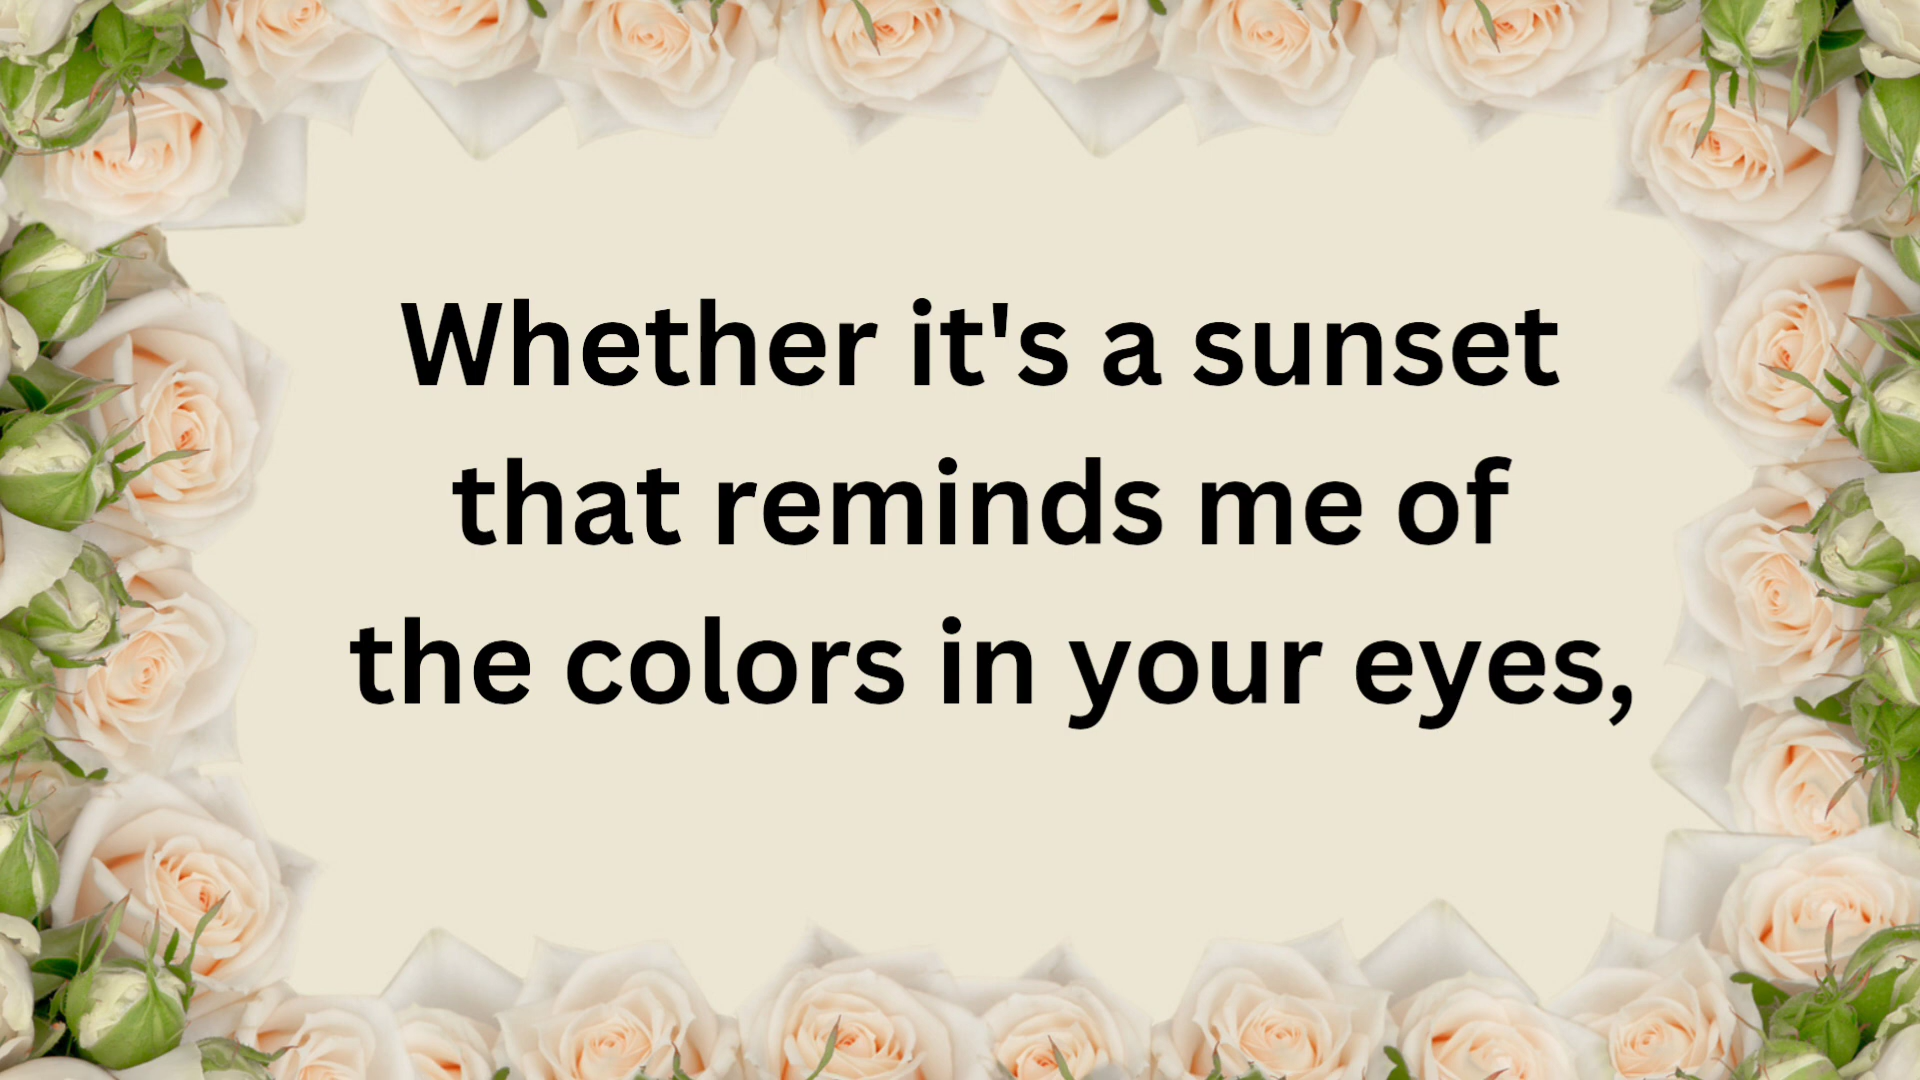 Whether it's a sunset
that reminds me of
the colors in your eyes,